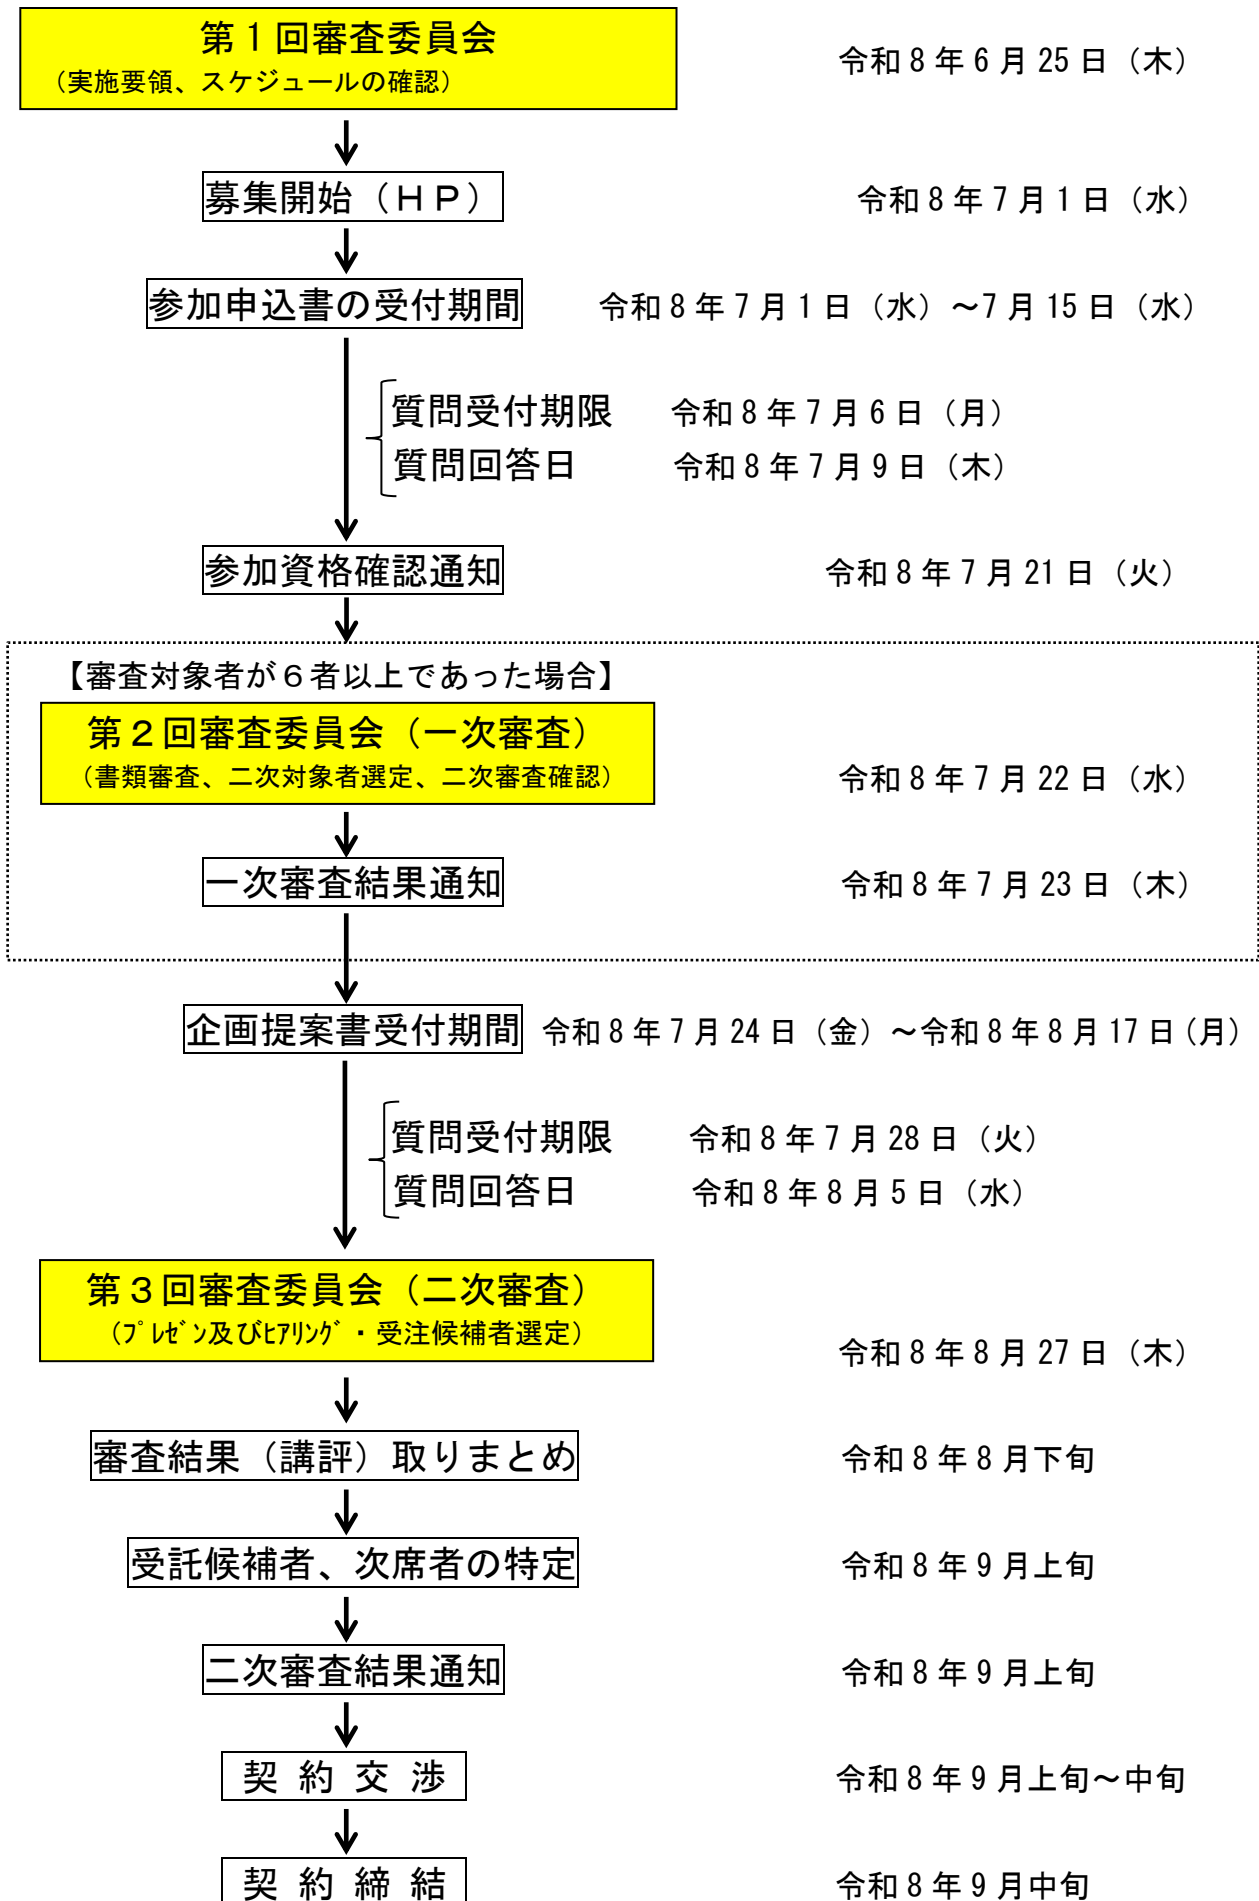 第1回審査委員会
（実施要領、スケジュールの確認）
令和8年6月25日（木）
募集開始（ＨＰ）
令和8年7月1日（水）
参加申込書の受付期間
令和8年7月1日（水）～7月15日（水）
質問受付期限
令和8年7月6日（月）
質問回答日
令和8年7月9日（木）
参加資格確認通知
令和8年7月21日（火）
【審査対象者が６者以上であった場合】
第２回審査委員会（一次審査）
（書類審査、二次対象者選定、二次審査確認）
令和8年7月22日（水）
一次審査結果通知
令和8年7月23日（木）
企画提案書受付期間
令和8年7月24日（金）～令和8年8月17日(月)
質問受付期限
令和8年7月28日（火）
質問回答日
令和8年8月5日（水）
第３回審査委員会（二次審査）
（ﾌﾟﾚｾﾞﾝ及びﾋｱﾘﾝｸﾞ・受注候補者選定）
令和8年8月27日（木）
審査結果（講評）取りまとめ
令和8年8月下旬
受託候補者、次席者の特定
令和8年9月上旬
二次審査結果通知
令和8年9月上旬
契 約 交 渉
令和8年9月上旬～中旬
契 約 締 結
令和8年9月中旬